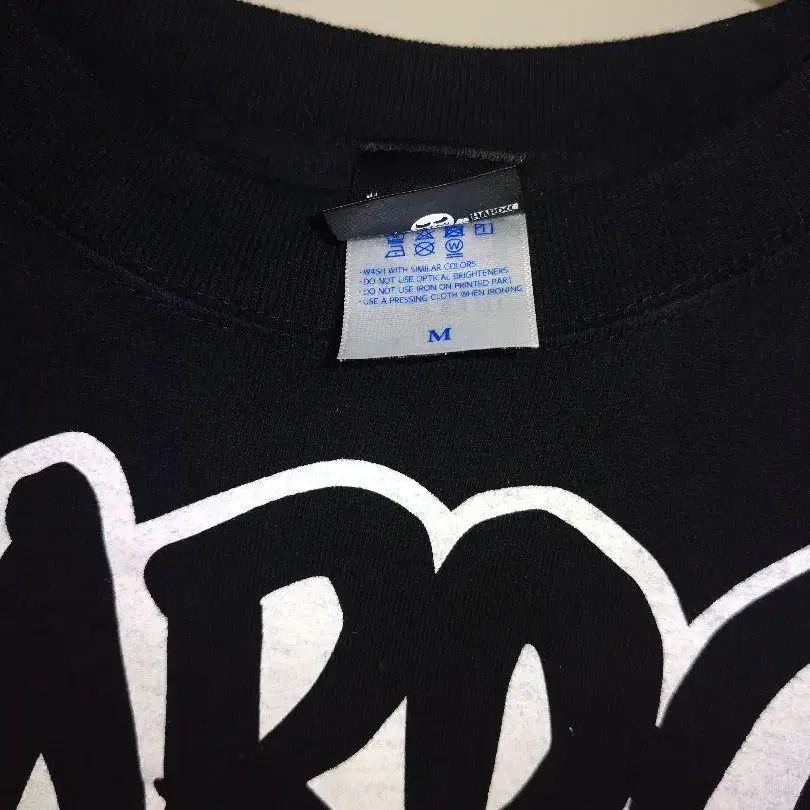 · WASH WITH SIMILAR COLORS
· DO NOT USE OPTICAL BRIGHTENERS
· DO NOT USE IRON ON PRINTED PART
· USE A PRESSING CLOTH WHEN IRONING
M
ARDC